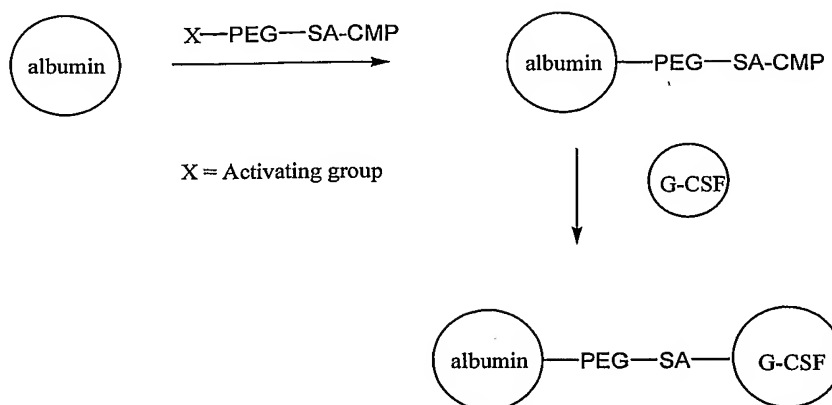 X—PEG—SA-CMP
albumin
albumin—PEG—SA-CMP
X = Activating group
G-CSF
albumin—PEG—SA—G-CSF